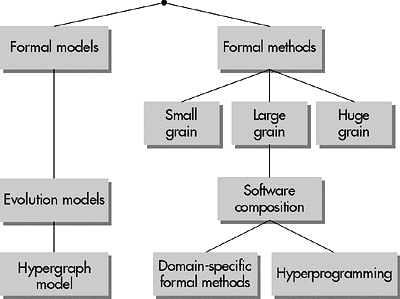 Formal models
Formal methods
Small
grain
Large
grain
Huge
grain
Evolution models
Software
composition
Hypergraph
model
Domain-specific
formal methods
Hyperprogramming